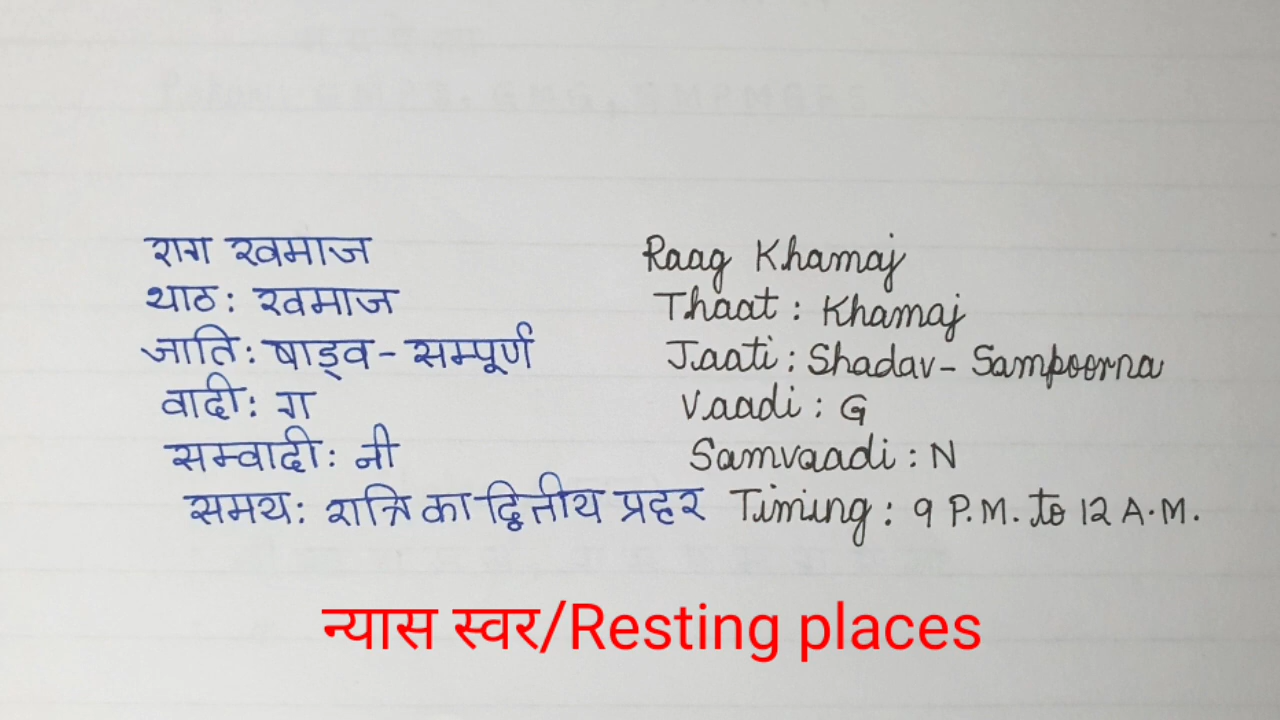 राग खमाज
थाठ: खमाज
जाति: षाड्व - सम्पूर्ण
वादी: ग
सम्वादी: नी
समय: रात्रि का द्वितीय प्रहर
Raag Khamaj
Thaat : Khamaj
Jaati : Shadav - Sampoorna
Vaadi : G
Samvaadi : N
Timing : 9 P.M. to 12 A.M.
न्यास स्वर/Resting places